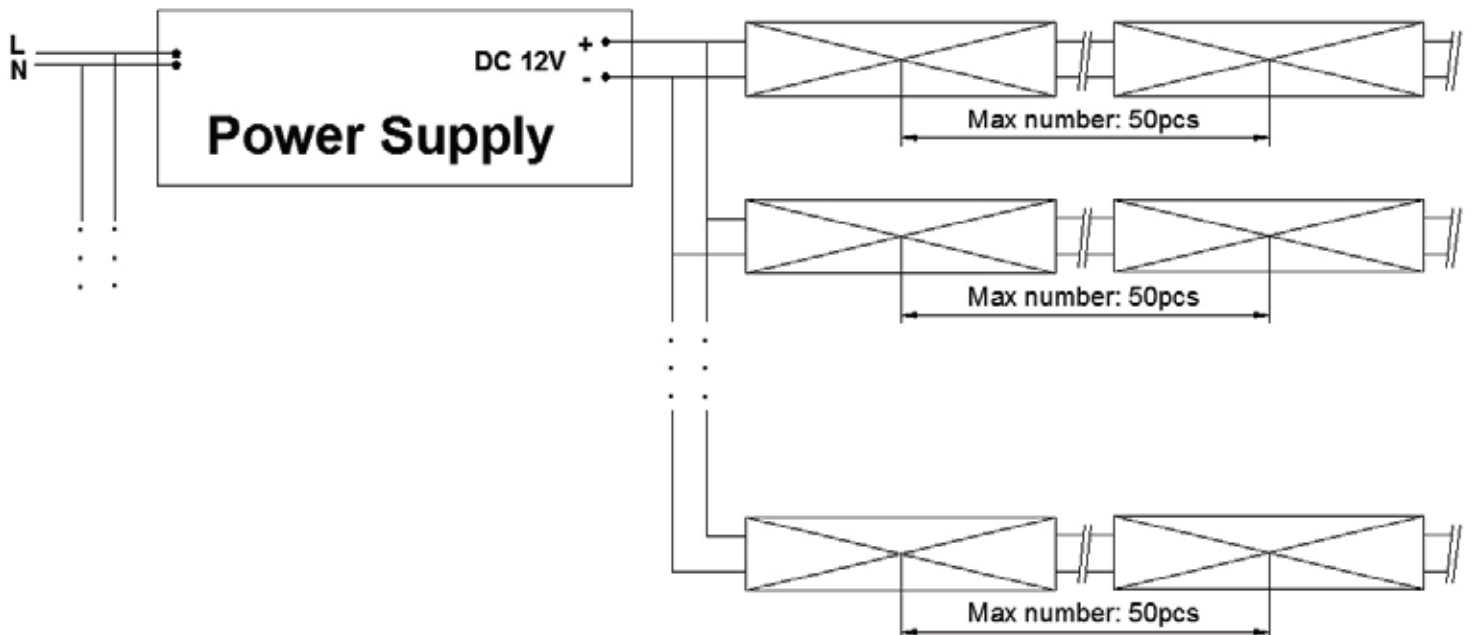 L
N
DC 12V
+
-
Power Supply
Max number: 50pcs
Max number: 50pcs
Max number: 50pcs